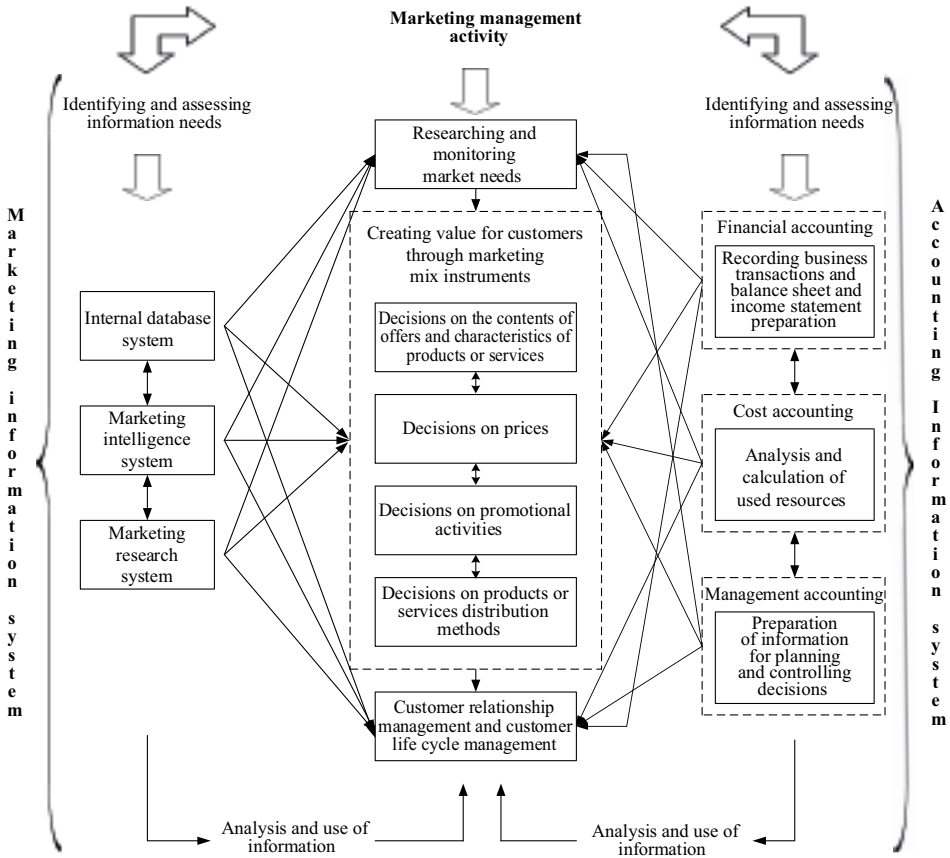 Marketing management
activity
Identifying and assessing
information needs
Marketing information system
Internal database
system
Marketing
intelligence
system
Marketing
research
system
Researching and
monitoring
market needs
Creating value for customers
through marketing
mix instruments
Decisions on the contents of
offers and characteristics of
products or services
Decisions on prices
Decisions on promotional
activities
Decisions on products or
services distribution
methods
Customer relationship
management and customer
life cycle management
Identifying and assessing
information needs
Financial accounting
Recording business
transactions and
balance sheet and
income statement
preparation
Cost accounting
Analysis and
calculation of
used resources
Management accounting
Preparation
of information
for planning
and controlling
decisions
Accounting Information system
Analysis and use of
information
Analysis and use of
information